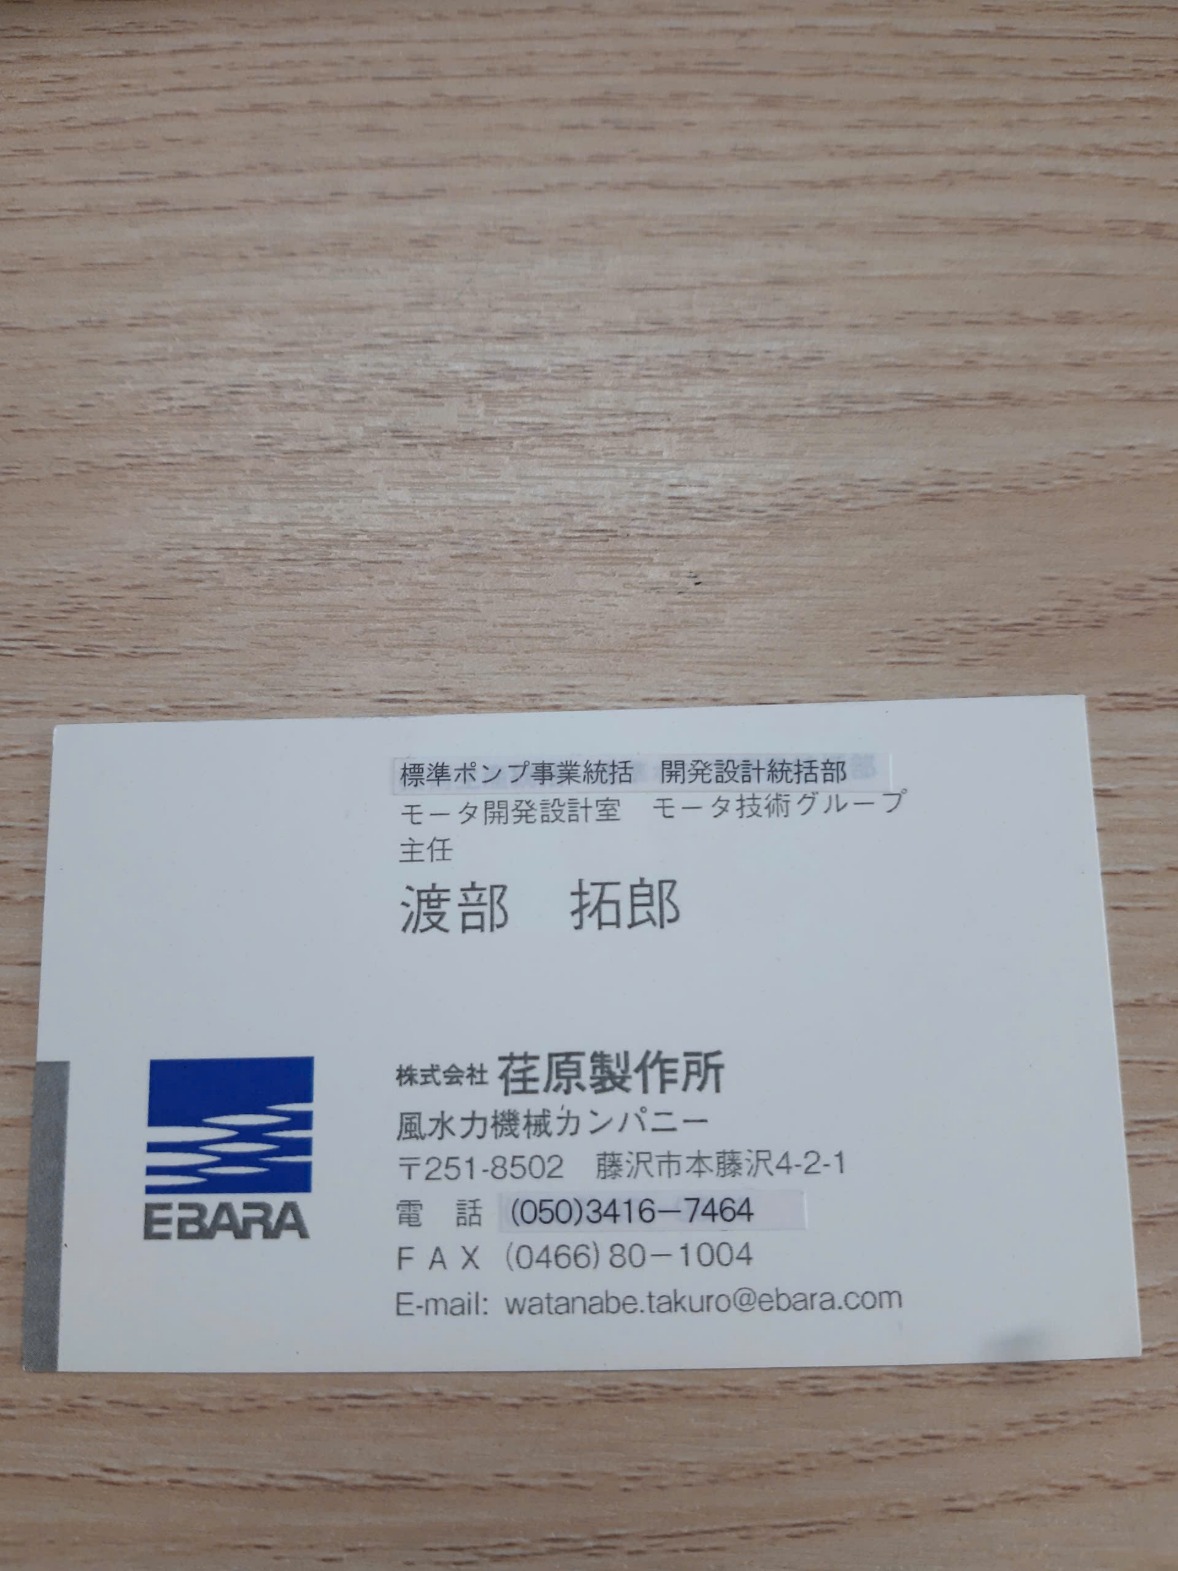 標準ポンプ事業統括　開発設計統括部
モータ開発設計室　モータ技術グループ
主任
渡部　拓郎
株式会社 荏原製作所
風水力機械カンパニー
〒251-8502　藤沢市本藤沢4-2-1
電　話 (050)3416－7464
ＦＡＸ (0466)80－1004
E-mail: watanabe.takuro@ebara.com
EBARA